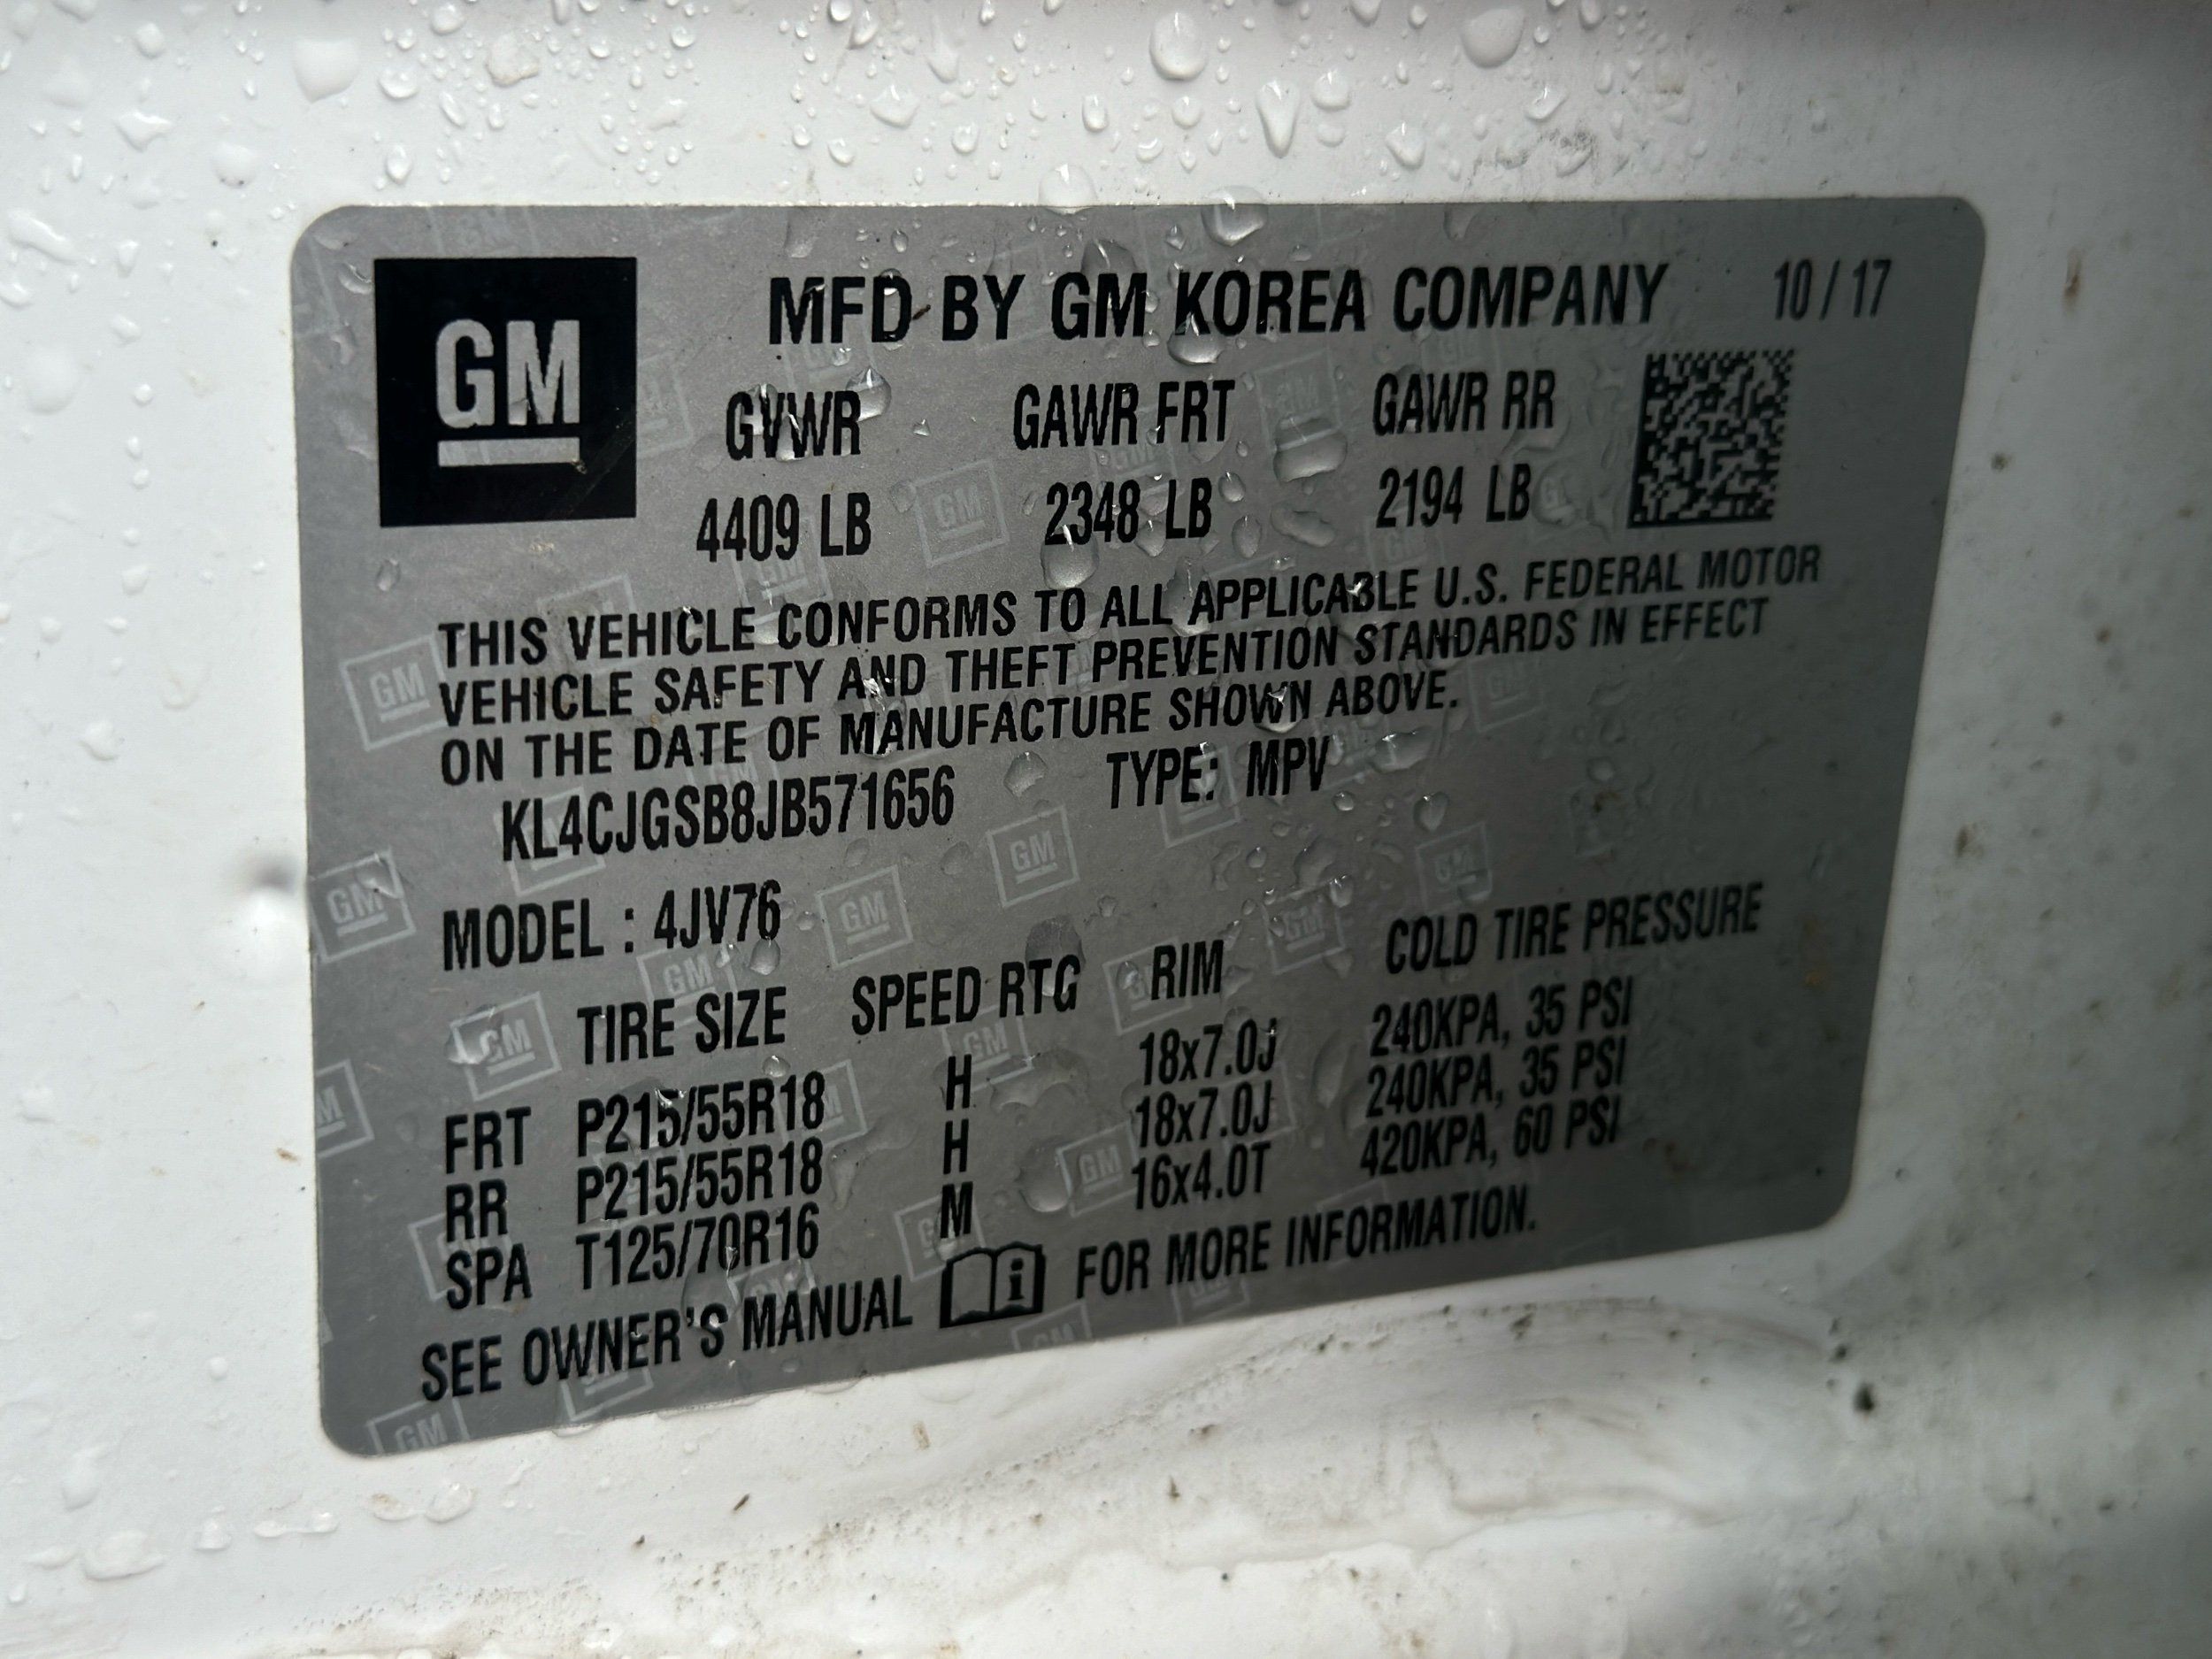 GM
MFD BY GM KOREA COMPANY 10 / 17
GVWR GAWR FRT GAWR RR
4409 LB 2348 LB 2194 LB
THIS VEHICLE CONFORMS TO ALL APPLICABLE U.S. FEDERAL MOTOR
VEHICLE SAFETY AND THEFT PREVENTION STANDARDS IN EFFECT
ON THE DATE OF MANUFACTURE SHOWN ABOVE.
KL4CJGSB8JB571656 TYPE: MPV
MODEL : 4JV76
TIRE SIZE SPEED RTG RIM COLD TIRE PRESSURE
FRT P215/55R18 H 18x7.0J 240KPA, 35 PSI
RR P215/55R18 H 18x7.0J 240KPA, 35 PSI
SPA T125/70R16 M 16x4.0T 420KPA, 60 PSI
SEE OWNER'S MANUAL FOR MORE INFORMATION.